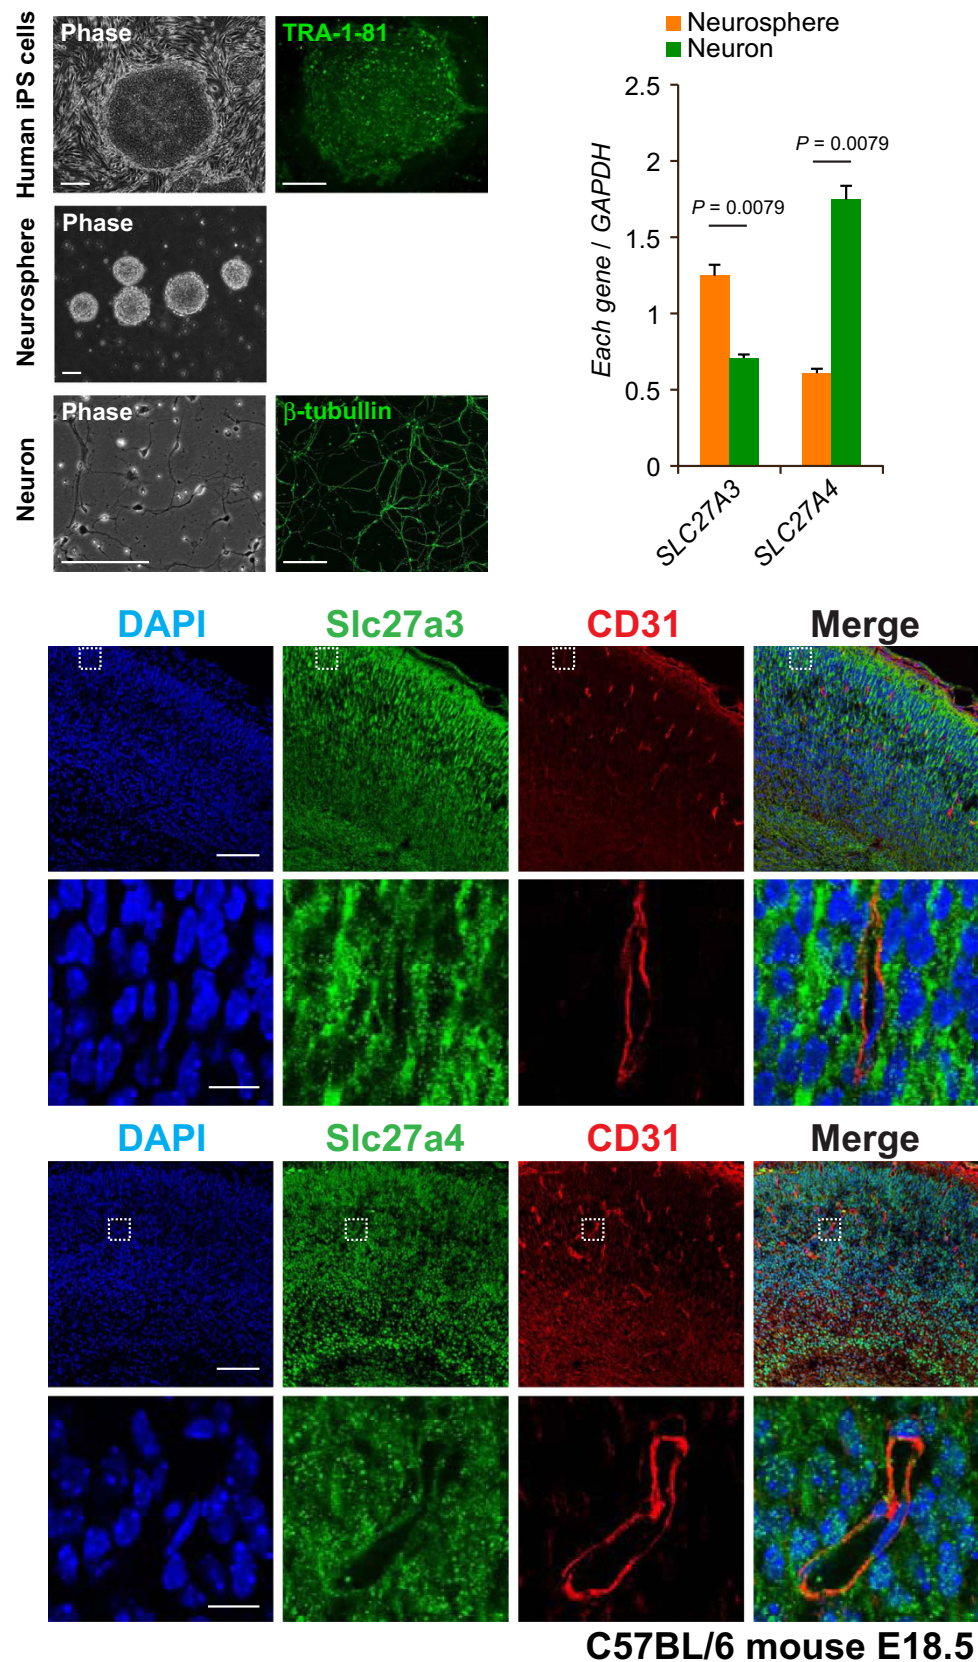 Human iPS cells
Phase
TRA-1-81
Neurosphere
Phase
Neuron
Phase
β-tubullin
Neurosphere
Neuron
Each gene / GAPDH
2.5
2
1.5
1
0.5
0
P = 0.0079
P = 0.0079
SLC27A3
SLC27A4
DAPI Slc27a3 CD31 Merge
DAPI Slc27a4 CD31 Merge
C57BL/6 mouse E18.5